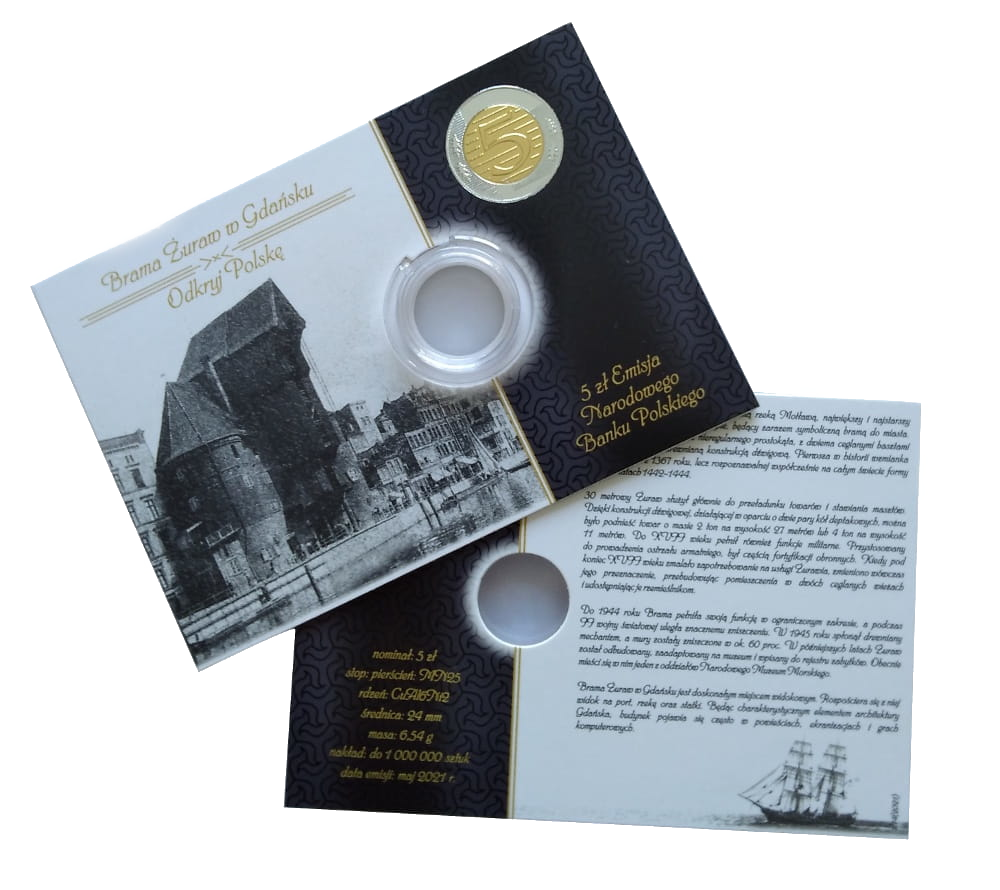 Brama Żuraw w Gdańsku
Odkryj Polskę
5
5 zł Emisja
Narodowego
Banku Polskiego
rzeką Motławą, największy i najstarszy
będący zarazem symboliczną bramą do miasta.
nieregularnego prostokąta, z dwiema ceglanymi basztami
konstrukcją dźwigową. Pierwsza w historii wzmianka
1367 roku, lecz rozpoznawalnej współcześnie na całym świecie formy
latach 1442-1444.
30 metrowy Żuraw służył głównie do przeładunku towarów i stawiania masztów.
Dzięki konstrukcji dźwigowej, działającej w oparciu o dwie pary kół deptakowych, można
było podnieść towar o masie 2 ton na wysokość 27 metrów lub 4 ton na wysokość
11 metrów. Do XVII wieku pełnił również funkcje militarne. Przystosowany
do prowadzenia ostrzału armatniego, był częścią fortyfikacji obronnych. Kiedy pod
koniec XVII wieku zmalało zapotrzebowanie na usługi Żurawia, zmieniono wówczas
jego przeznaczenie, przebudowując pomieszczenia w dwóch ceglanych wieżach
i udostępniając je rzemieślnikom.
Do 1944 roku Brama pełniła swoją funkcję w ograniczonym zakresie, a podczas
II wojny światowej uległa znacznemu zniszczeniu. W 1945 roku spłonął drewniany
mechanizm, a mury zostały zniszczone w ok. 60 proc. W późniejszych latach Żuraw
został odbudowany, zaadaptowany na muzeum i wpisany do rejestru zabytków. Obecnie
mieści się w nim jeden z oddziałów Narodowego Muzeum Morskiego.
Brama Żuraw w Gdańsku jest doskonałym miejscem widokowym. Rozpościera się z niej
widok na port, rzekę oraz statki. Będąc charakterystycznym elementem architektury
Gdańska, budynek pojawia się często w powieściach, ekranizacjach i grach
komputerowych.
nominał: 5 zł
stop: pierścień: MN25
rdzeń: CuAl6Ni2
średnica: 24 mm
masa: 6.54 g
nakład: do 1 000 000 sztuk
data emisji: maj 2021 r.